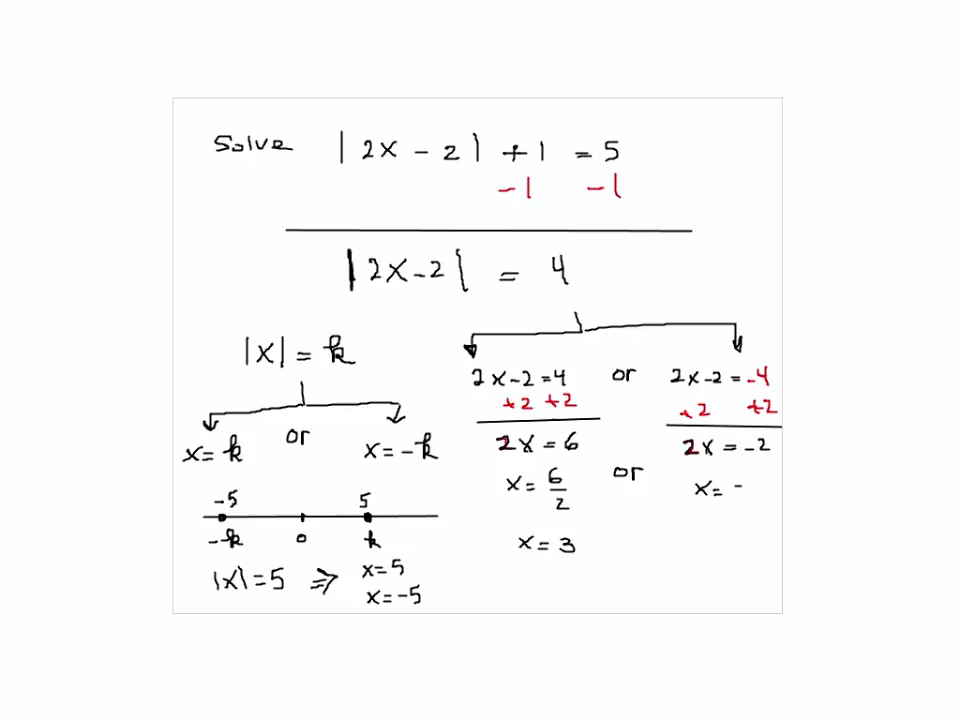 Solve |2x - 2| + 1 = 5
-1 -1
|2x-2| = 4
|x| = k
x = k or x = -k
-5 5
-k 0 k
|x| = 5 ⇒ x=5
x=-5
2x-2=4 or 2x-2=-4
+2 +2 +2 +2
2x = 6 2x = -2
x = 6/2 or x = -
x = 3